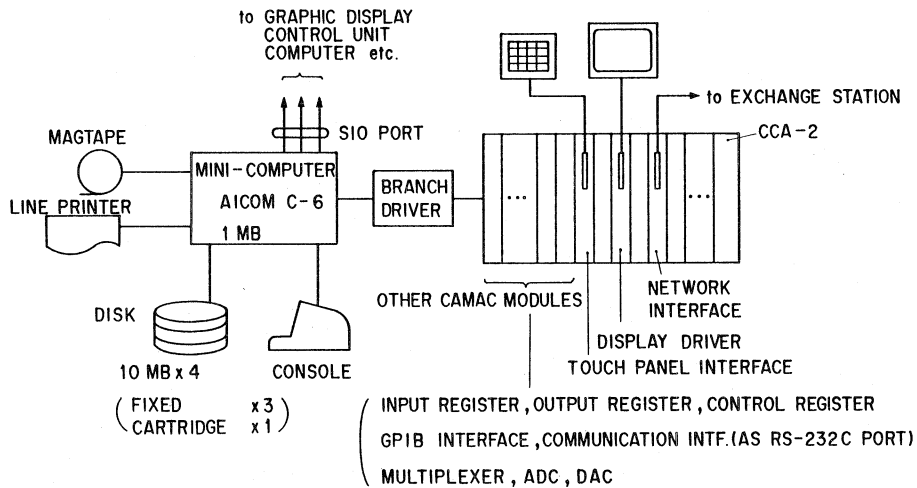 to GRAPHIC DISPLAY
CONTROL UNIT
COMPUTER etc.
SIO PORT
to EXCHANGE STATION
CCA-2
MAGTAPE
MINI-COMPUTER
AICOM C-6
1 MB
BRANCH
DRIVER
LINE PRINTER
...
...
NETWORK
INTERFACE
OTHER CAMAC MODULES
DISPLAY DRIVER
TOUCH PANEL INTERFACE
DISK
10 MB x 4
CONSOLE
( FIXED x3 )
( CARTRIDGE x1 )
( INPUT REGISTER, OUTPUT REGISTER, CONTROL REGISTER
GPIB INTERFACE, COMMUNICATION INTF. (AS RS-232C PORT)
MULTIPLEXER, ADC, DAC